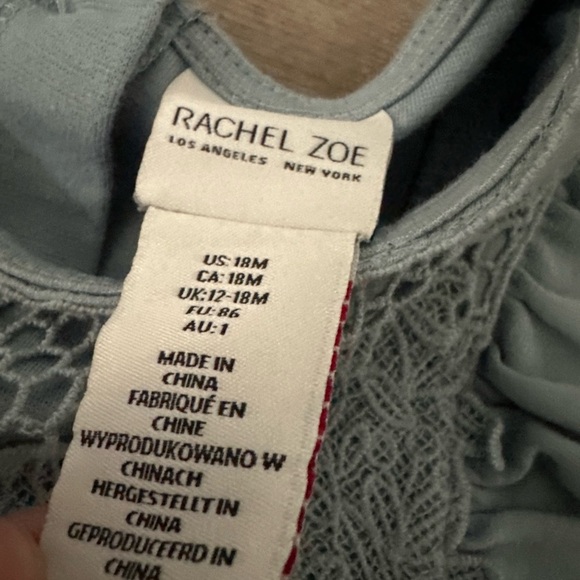 RACHEL ZOE
LOS ANGELES NEW YORK
US: 18M
CA: 18M
UK: 12-18M
EU: 86
AU: 1
MADE IN
CHINA
FABRIQUÉ EN
CHINE
WYPRODUKOWANO W
CHINACH
HERGESTELLT IN
CHINA
GEPRODUCEERD IN
CHINA